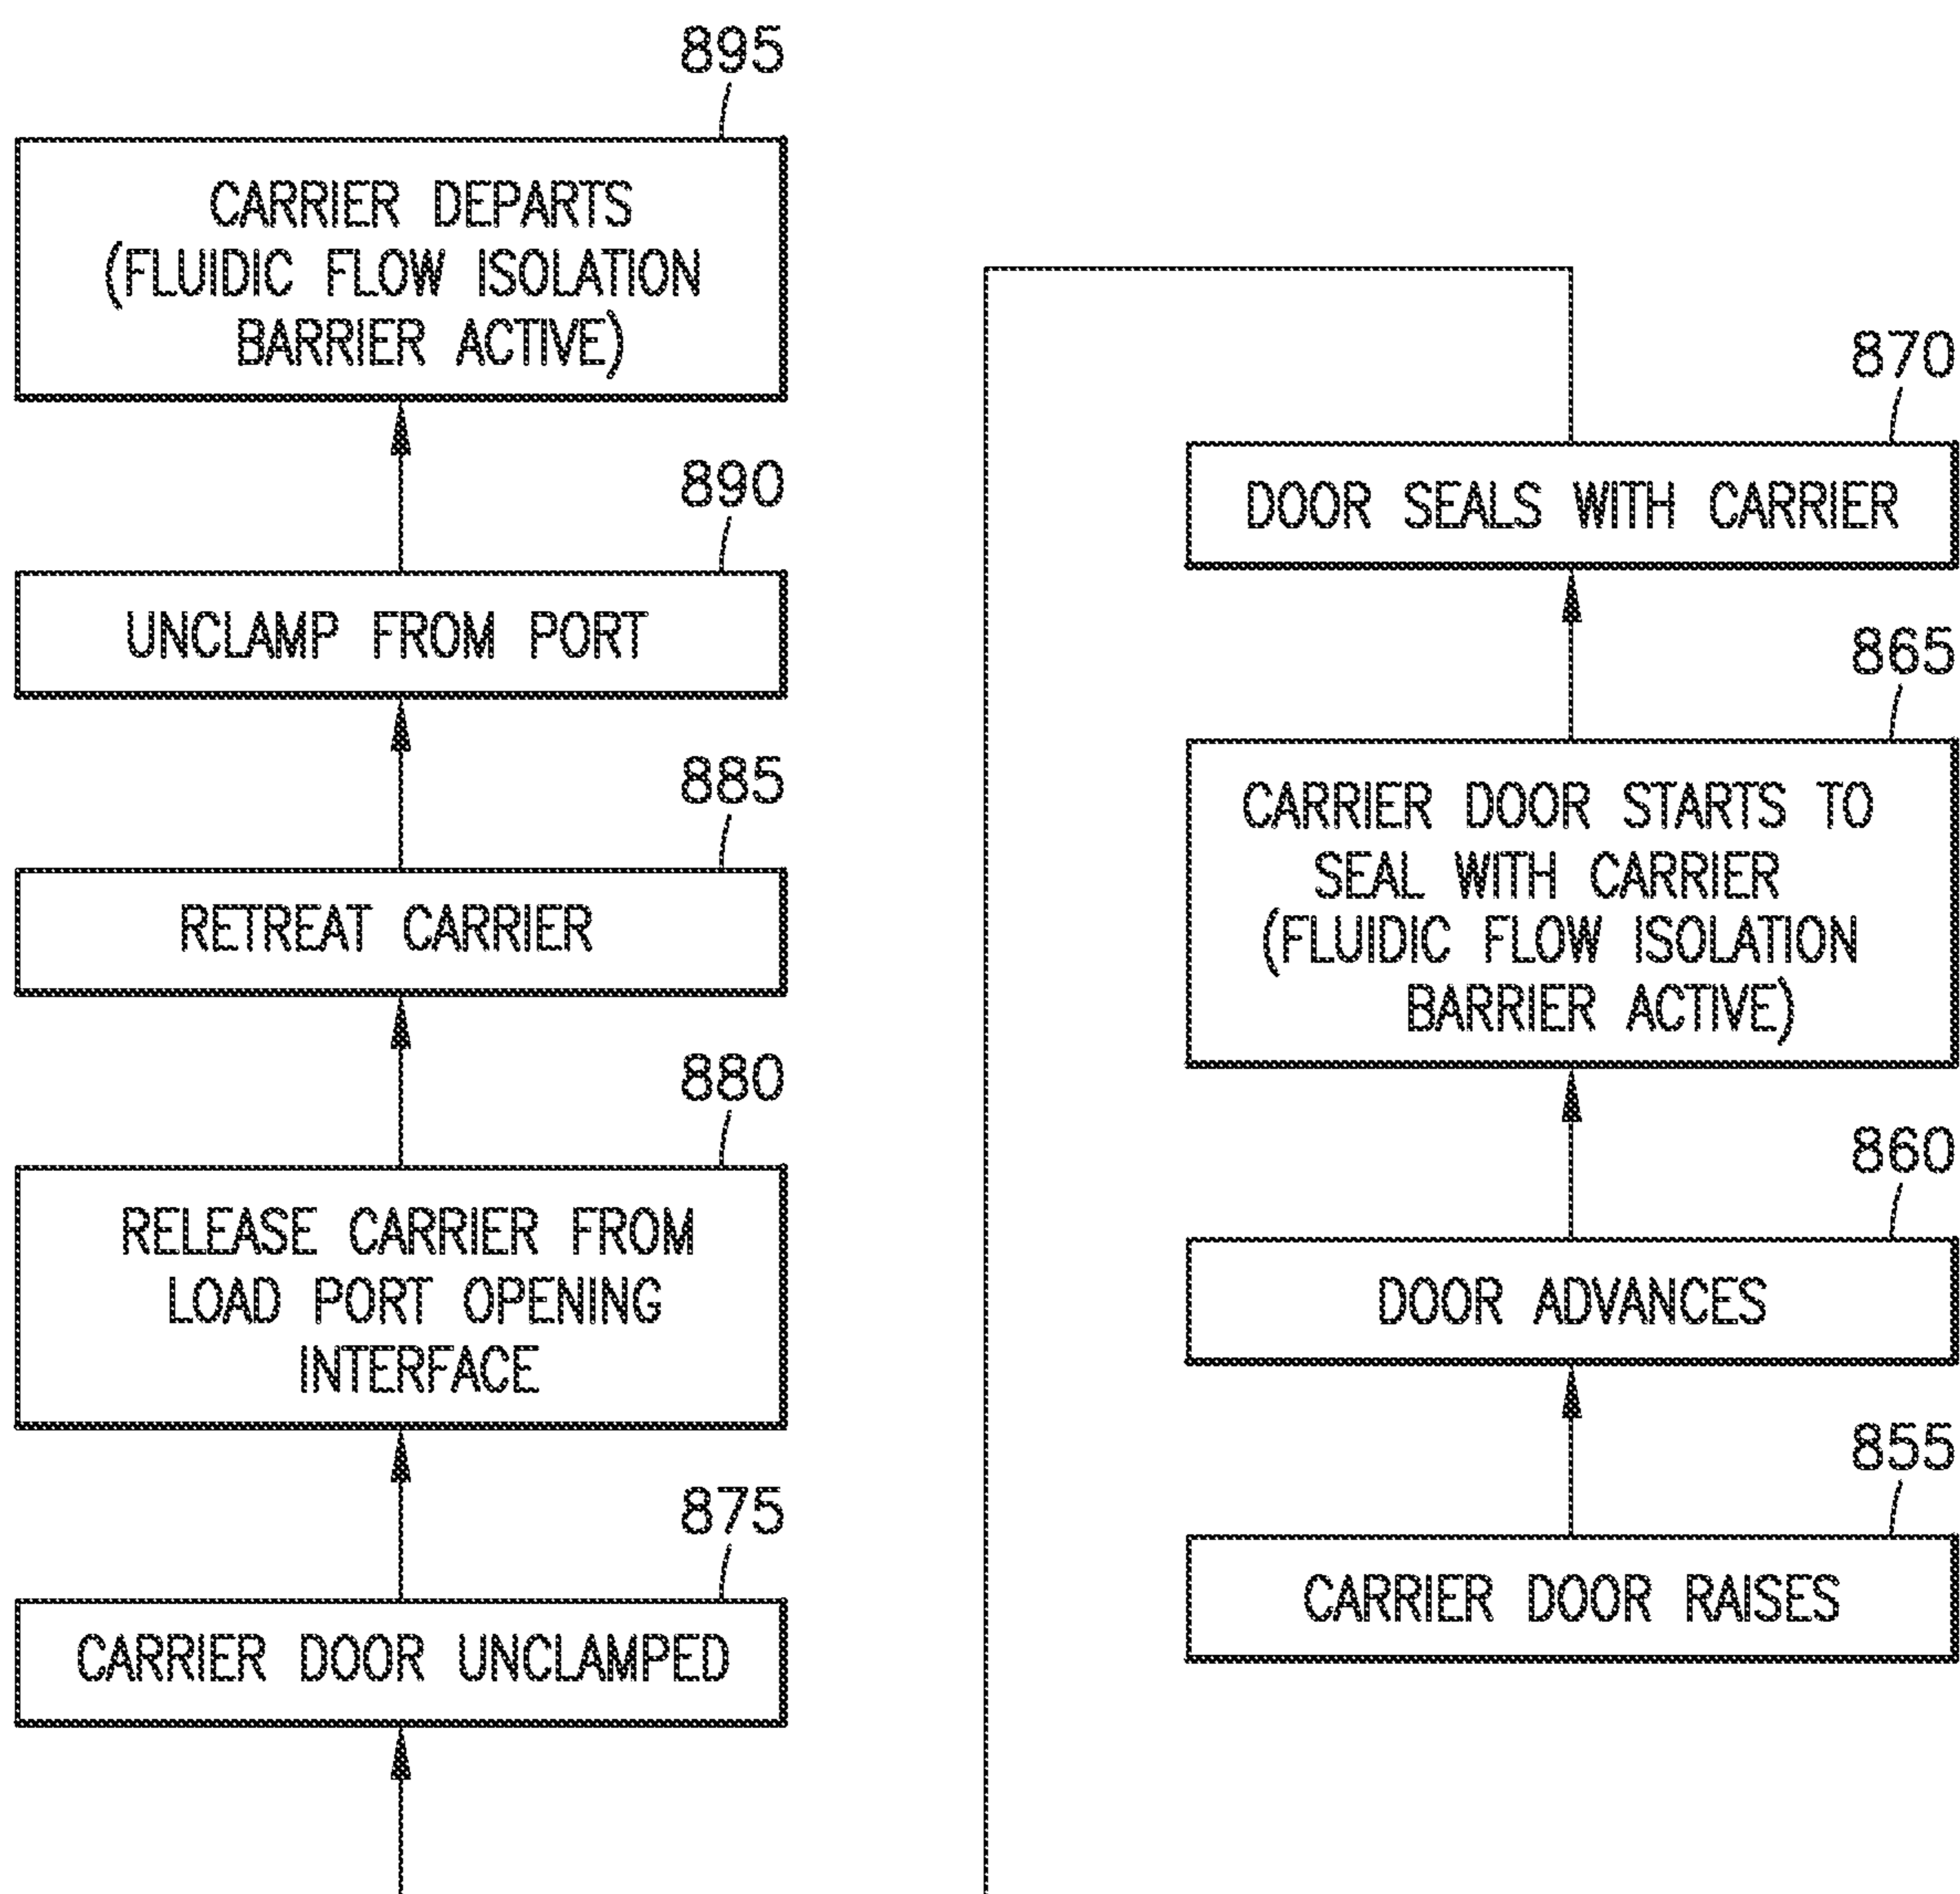 895
CARRIER DEPARTS
(FLUIDIC FLOW ISOLATION
BARRIER ACTIVE)
890
UNCLAMP FROM PORT
885
RETREAT CARRIER
880
RELEASE CARRIER FROM
LOAD PORT OPENING
INTERFACE
875
CARRIER DOOR UNCLAMPED
870
DOOR SEALS WITH CARRIER
865
CARRIER DOOR STARTS TO
SEAL WITH CARRIER
(FLUIDIC FLOW ISOLATION
BARRIER ACTIVE)
860
DOOR ADVANCES
855
CARRIER DOOR RAISES